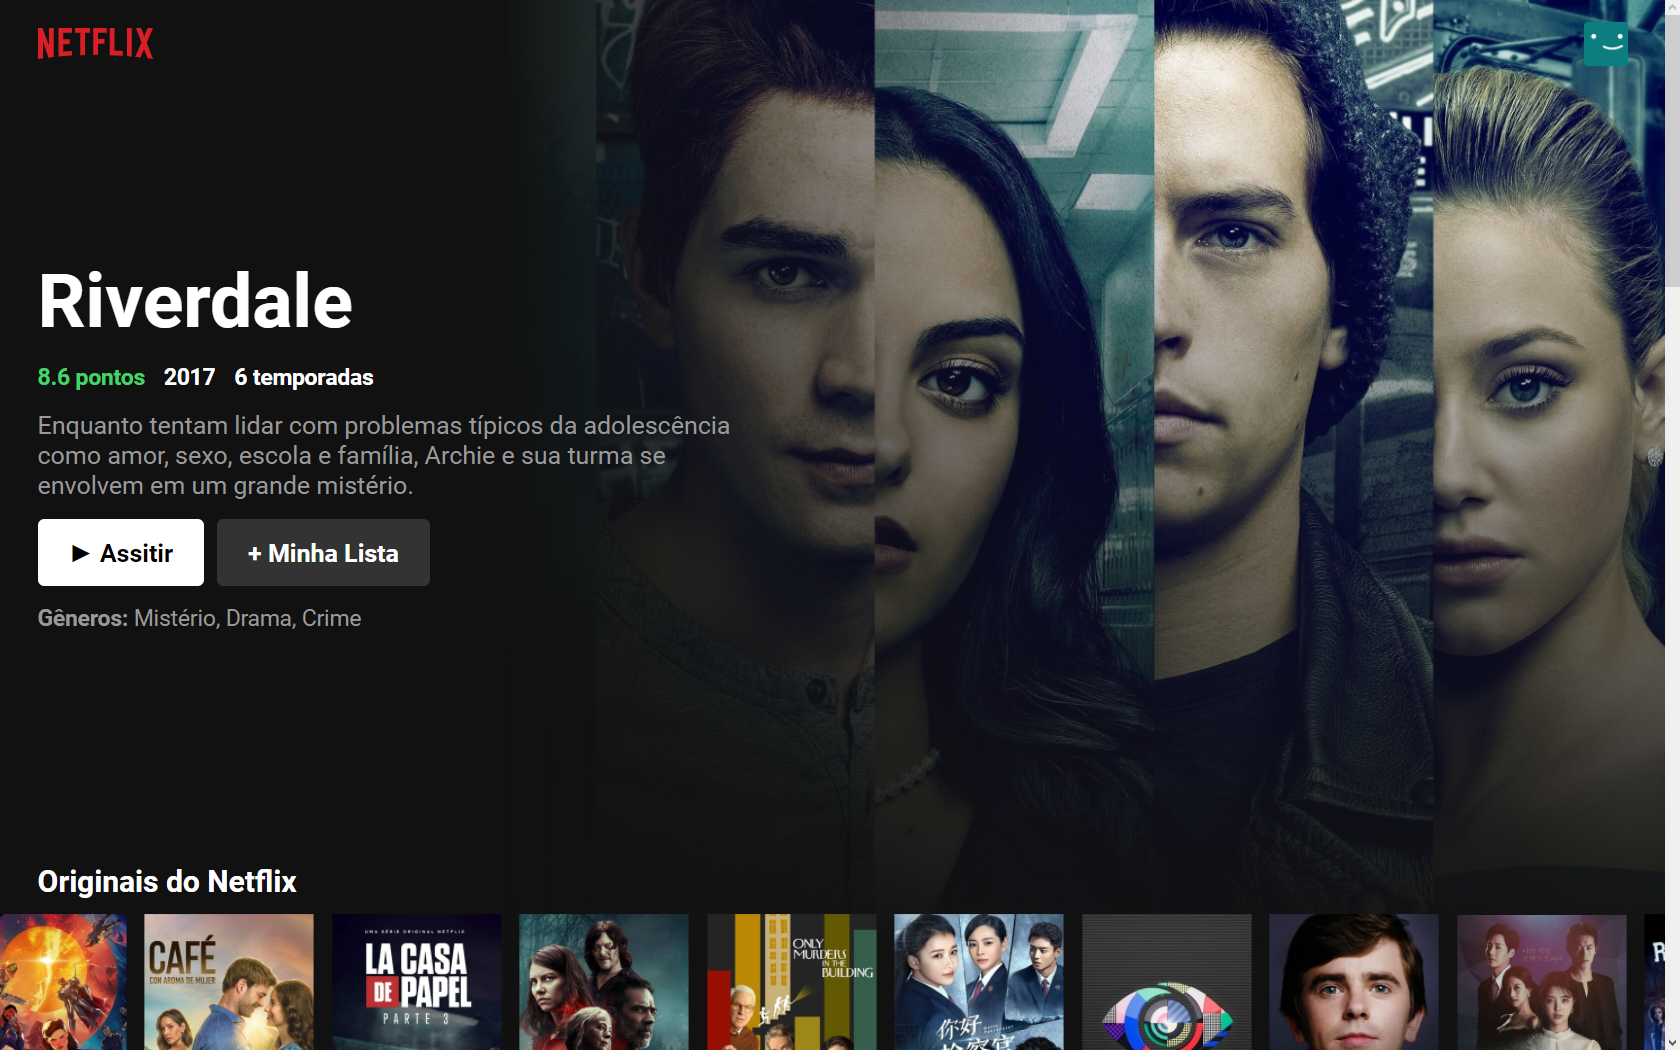 NETFLIX
Riverdale
8.6 pontos 2017 6 temporadas
Enquanto tentam lidar com problemas típicos da adolescência
como amor, sexo, escola e família, Archie e sua turma se
envolvem em um grande mistério.
► Assitir
+ Minha Lista
Gêneros: Mistério, Drama, Crime
Originais do Netflix
CAFÉ
CON AROMA DE MUJER
UMA SÉRIE ORIGINAL NETFLIX
LA CASA
DE PAPEL
PARTE 3
ONLY
MURDERS
IN THE
BUILDING
你好